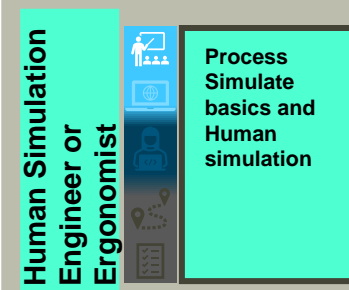 Human Simulation
Engineer or
Ergonomist
Process
Simulate
basics and
Human
simulation